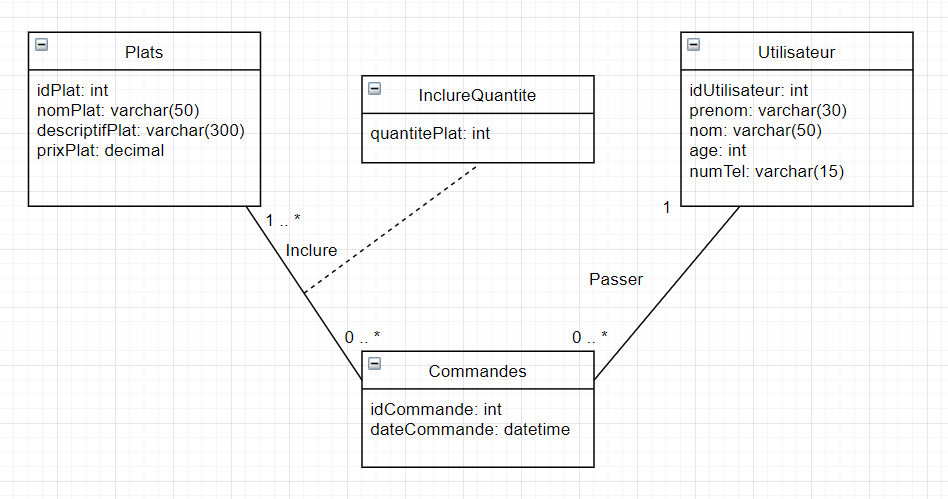 Plats
idPlat: int
nomPlat: varchar(50)
descriptifPlat: varchar(300)
prixPlat: decimal
InclureQuantite
quantitePlat: int
Utilisateur
idUtilisateur: int
prenom: varchar(30)
nom: varchar(50)
age: int
numTel: varchar(15)
1 .. *
Inclure
0 .. *
1
Passer
0 .. *
Commandes
idCommande: int
dateCommande: datetime